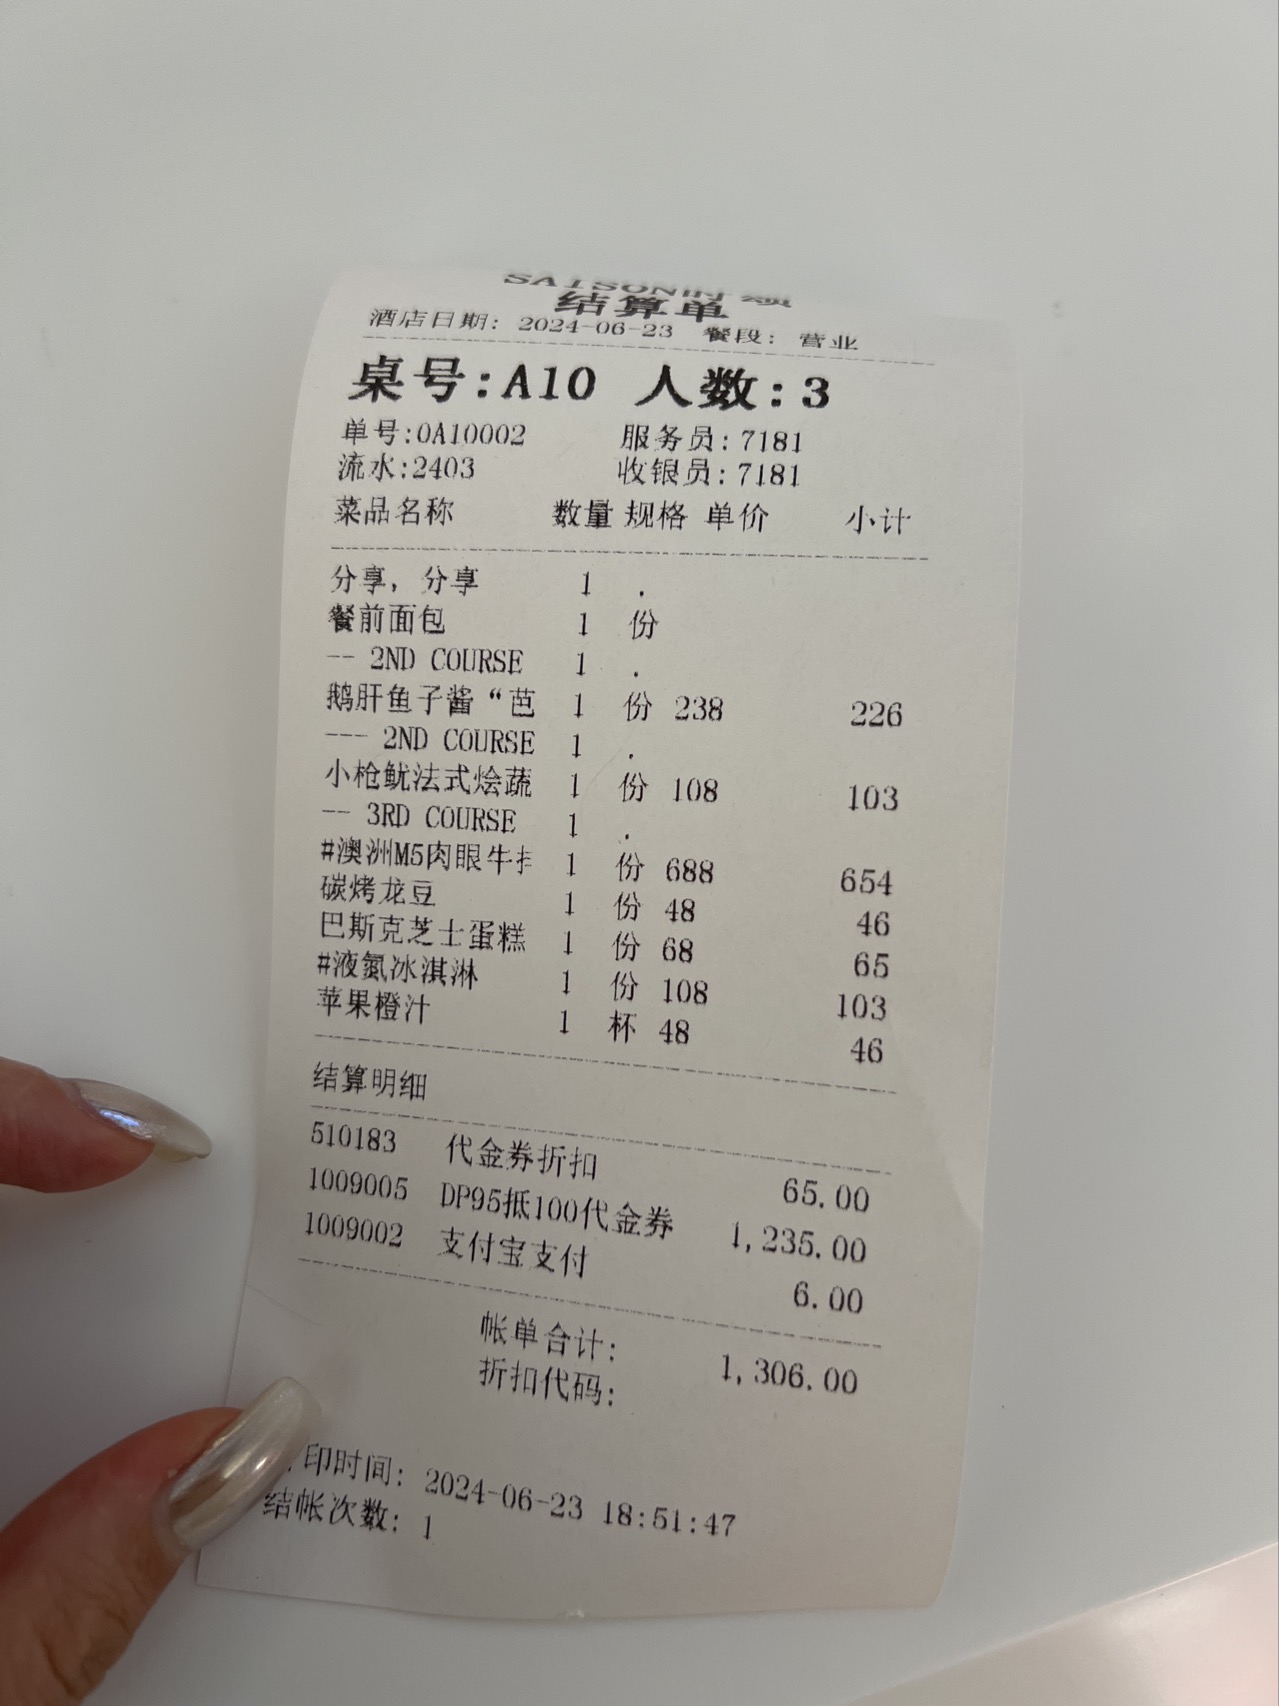 SAISON时颂
结算单
酒店日期: 2024-06-23 餐段: 营业
桌号:A10 人数:3
单号:0A10002 服务员: 7181
流水:2403 收银员: 7181
菜品名称 数量 规格 单价 小计
分享, 分享 1 .
餐前面包 1 份
-- 2ND COURSE 1 .
鹅肝鱼子酱“芭 1 份 238 226
--- 2ND COURSE 1 .
小枪鱿法式烩蔬 1 份 108 103
-- 3RD COURSE 1 .
#澳洲M5肉眼牛 1 份 688 654
碳烤龙豆 1 份 48 46
巴斯克芝士蛋糕 1 份 68 65
#液氮冰淇淋 1 份 108 103
苹果橙汁 1 杯 48 46
结算明细
510183 代金券折扣 65.00
1009005 DP95抵100代金券 1,235.00
1009002 支付宝支付 6.00
帐单合计: 1,306.00
折扣代码:
印时间: 2024-06-23 18:51:47
结帐次数: 1